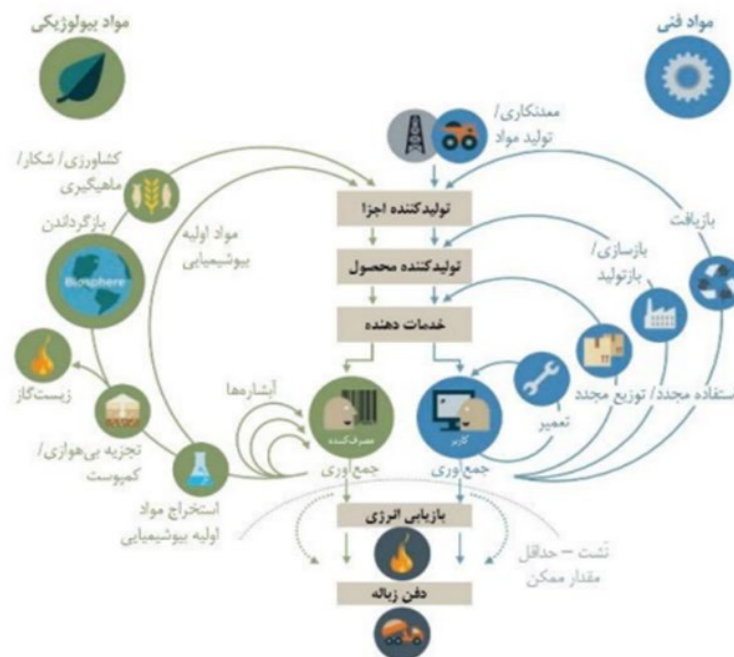 مواد فنی
مواد بیولوژیکی
معدنکاری/
تولید مواد
کشاورزی/ شکار/
ماهیگیری
بازگرداندن
Biosphere
مواد اولیه
بیوشیمیایی
تولیدکننده اجزا
تولیدکننده محصول
خدمات دهنده
بازیافت
بازسازی/
بازتولید
استفاده مجدد/ توزیع مجدد
تعمیر
زیست‌گاز
آبشارها
مصرف‌کننده
کاربر
تجزیه بی‌هوازی/
کمپوست
جمع آوری
جمع آوری
استخراج مواد
اولیه بیوشیمیایی
بازیابی انرژی
نشت – حداقل
مقدار ممکن
دفن زباله